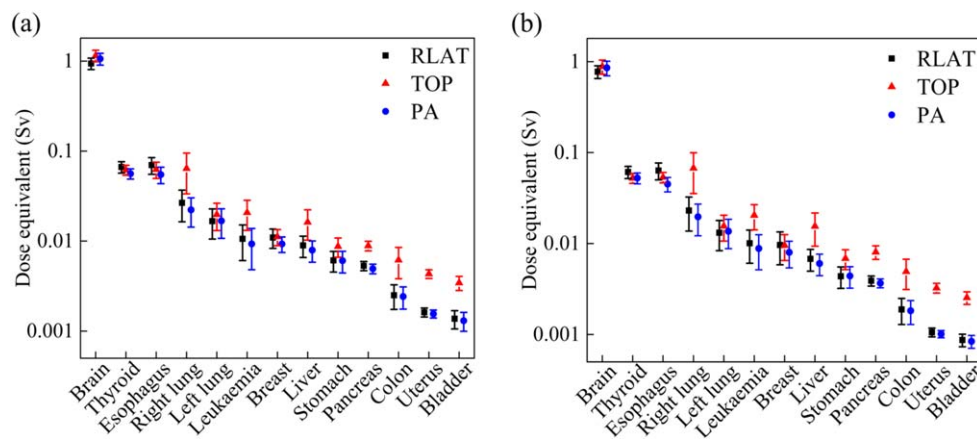 (a)
Dose equivalent (Sv)
1
0.1
0.01
0.001
RLAT
TOP
PA
Brain
Thyroid
Esophagus
Right lung
Left lung
Leukaemia
Breast
Liver
Stomach
Pancreas
Colon
Uterus
Bladder
(b)
Dose equivalent (Sv)
1
0.1
0.01
0.001
RLAT
TOP
PA
Brain
Thyroid
Esophagus
Right lung
Left lung
Leukaemia
Breast
Liver
Stomach
Pancreas
Colon
Uterus
Bladder